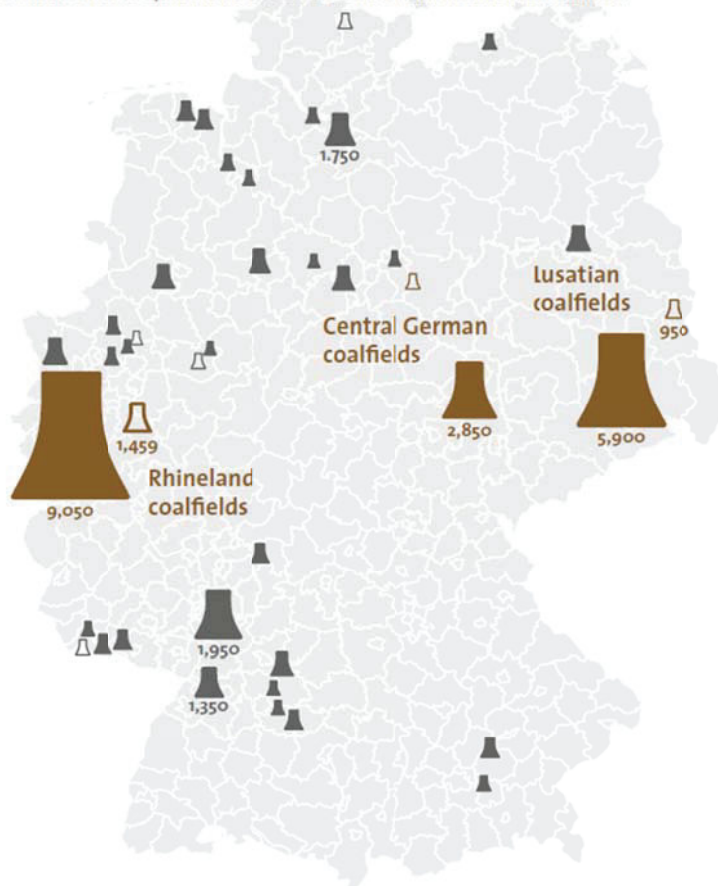 1.750
Lusatian
coalfields
950
Central German
coalfields
2,850
5,900
1,459
Rhineland
coalfields
9,050
1,950
1,350